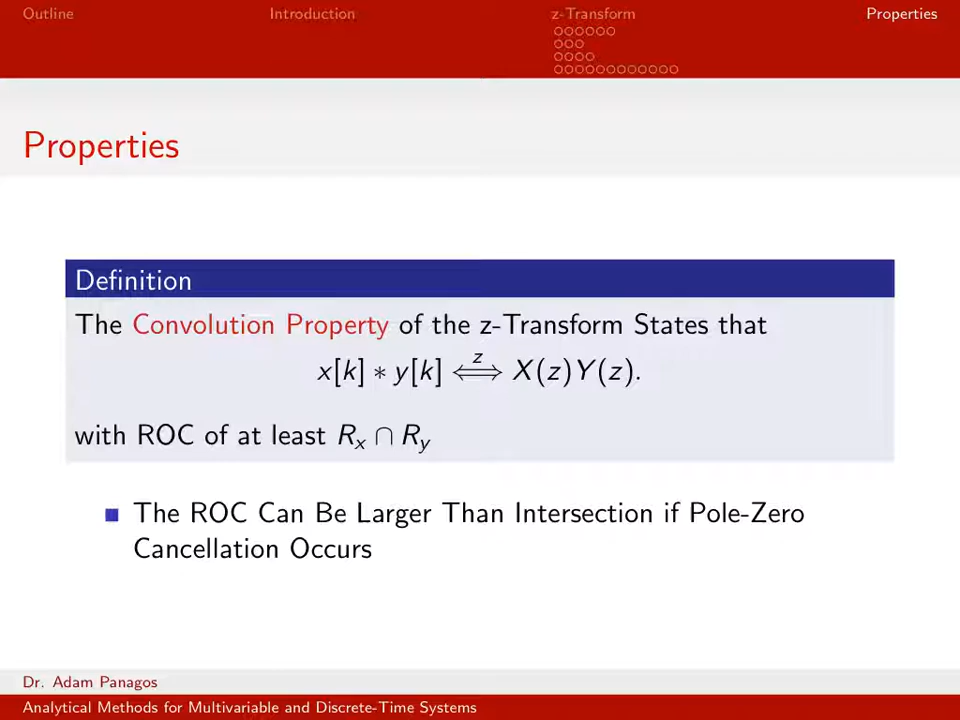 Outline Introduction z-Transform Properties
Properties
Definition
The Convolution Property of the z-Transform States that
x[k] ∗ y[k] ⟺ᶻ X(z)Y(z).
with ROC of at least Rₓ ∩ R_y
The ROC Can Be Larger Than Intersection if Pole-Zero
Cancellation Occurs
Dr. Adam Panagos
Analytical Methods for Multivariable and Discrete-Time Systems